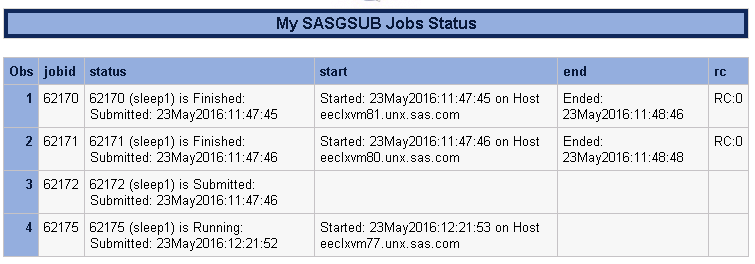 My SASGSUB Jobs Status
Obs jobid status start end rc
1 62170 62170 (sleep1) is Finished: Started: 23May2016:11:47:45 on Host Ended: RC:0
Submitted: 23May2016:11:47:45 eeclxvm81.unx.sas.com 23May2016:11:48:46
2 62171 62171 (sleep1) is Finished: Started: 23May2016:11:47:46 on Host Ended: RC:0
Submitted: 23May2016:11:47:46 eeclxvm80.unx.sas.com 23May2016:11:48:48
3 62172 62172 (sleep1) is Submitted:
Submitted: 23May2016:11:47:46
4 62175 62175 (sleep1) is Running: Started: 23May2016:12:21:53 on Host
Submitted: 23May2016:12:21:52 eeclxvm77.unx.sas.com